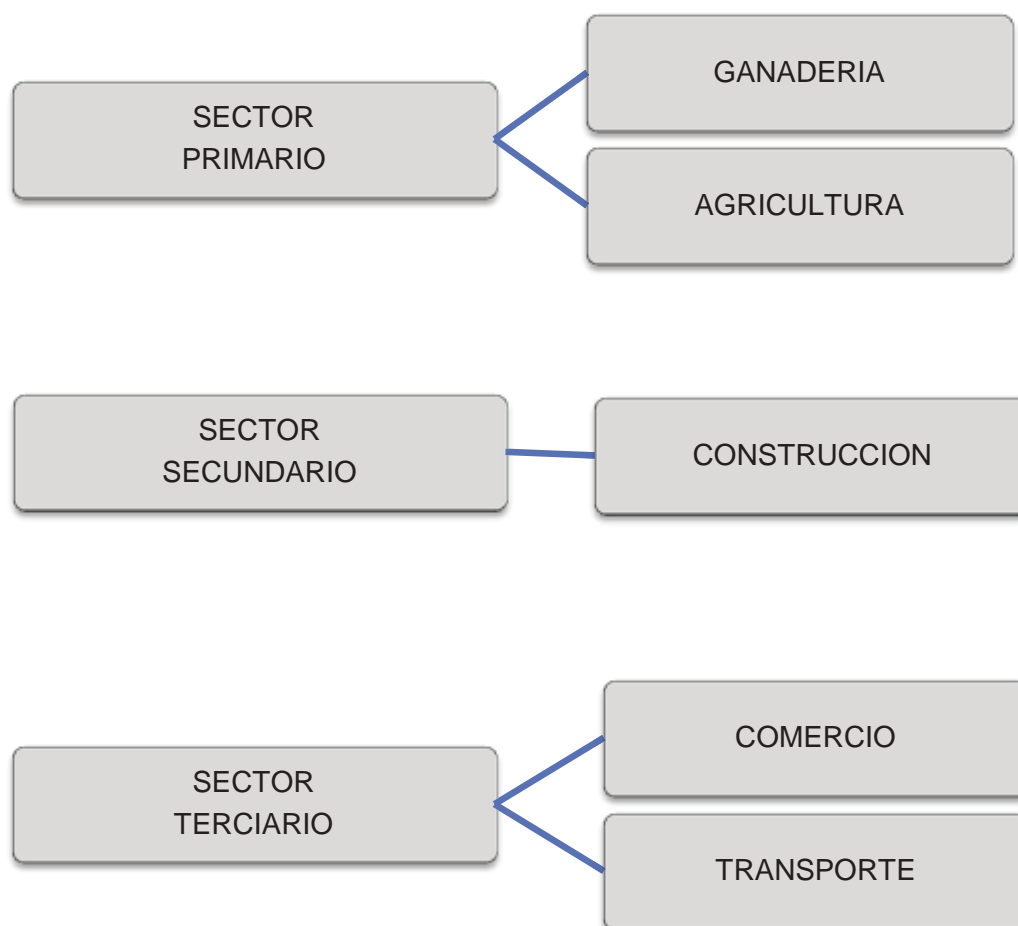 SECTOR
PRIMARIO
GANADERIA
AGRICULTURA
SECTOR
SECUNDARIO
CONSTRUCCION
SECTOR
TERCIARIO
COMERCIO
TRANSPORTE